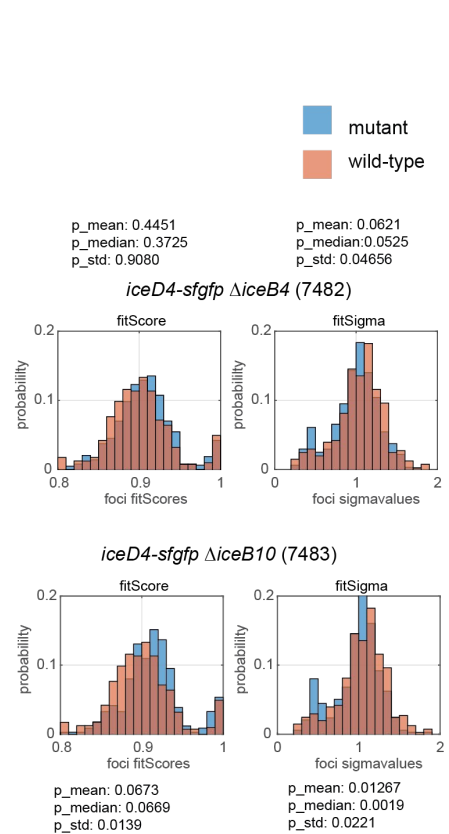 mutant
wild-type
p_mean: 0.4451
p_median: 0.3725
p_std: 0.9080
p_mean: 0.0621
p_median:0.0525
p_std: 0.04656
iceD4-sfgfp ΔiceB4 (7482)
fitScore
fitSigma
probabililty
0.2
0.1
0
0.8
0.9
1
foci fitScores
probabililty
0.2
0.1
0
0
1
2
foci sigmavalues
iceD4-sfgfp ΔiceB10 (7483)
fitScore
fitSigma
probabililty
0.2
0.1
0
0.8
0.9
1
foci fitScores
probabililty
0.2
0.1
0
0
1
2
foci sigmavalues
p_mean: 0.0673
p_median: 0.0669
p_std: 0.0139
p_mean: 0.01267
p_median: 0.0019
p_std: 0.0221